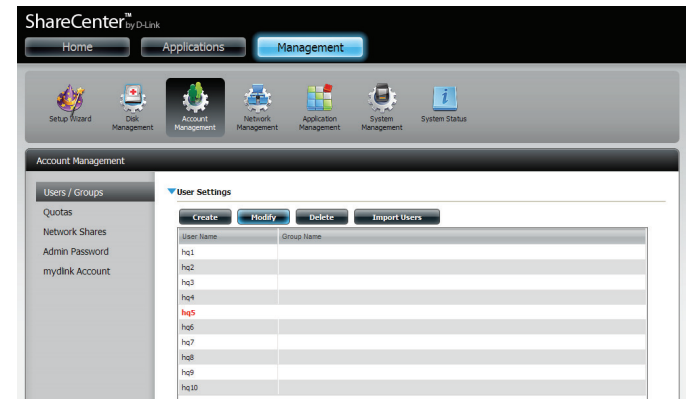 ShareCenter™ by D-Link
Home Applications Management
Setup Wizard Disk Management Account Management Network Management Application Management System Management System Status
Account Management
Users / Groups
Quotas
Network Shares
Admin Password
mydlink Account
User Settings
Create Modify Delete Import Users
User Name Group Name
hq1
hq2
hq3
hq4
hq5
hq6
hq7
hq8
hq9
hq10